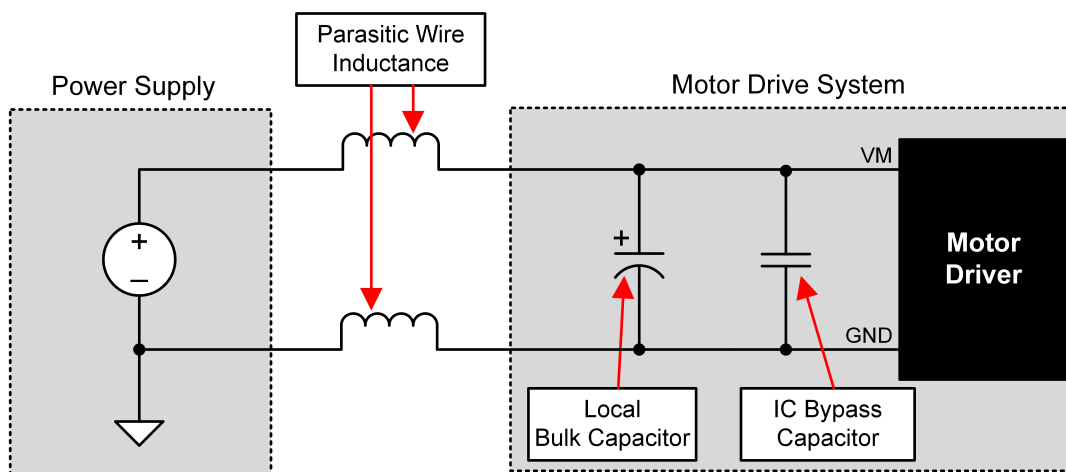 Parasitic Wire
Inductance
Power Supply
Motor Drive System
VM
+
+
–
Motor
Driver
GND
Local
Bulk Capacitor
IC Bypass
Capacitor